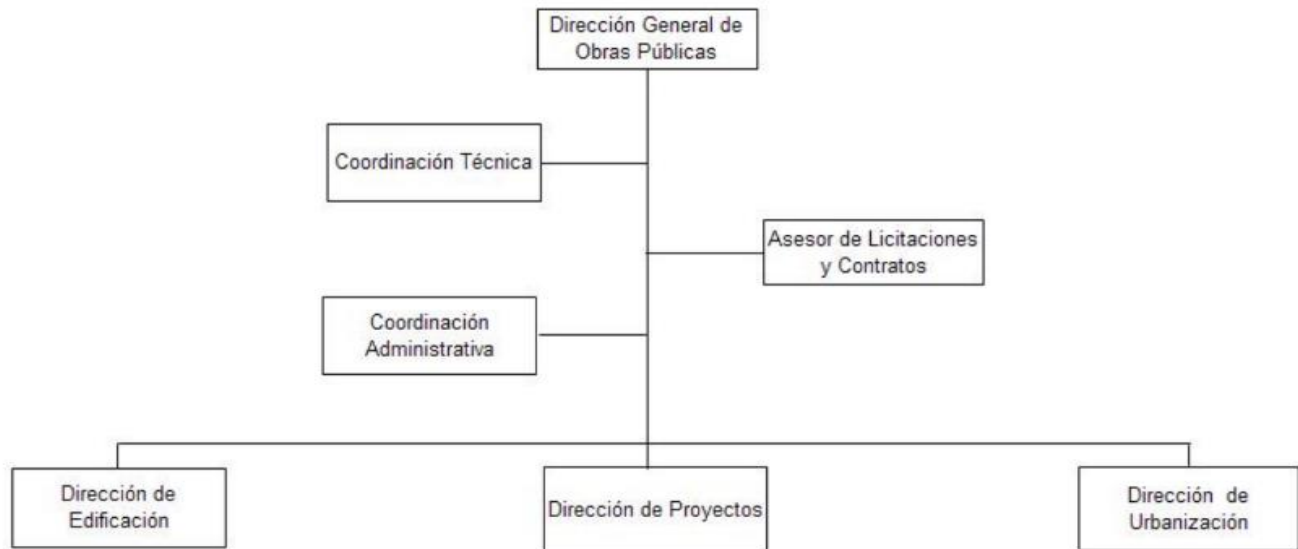 Dirección General de
Obras Públicas
Coordinación Técnica
Asesor de Licitaciones
y Contratos
Coordinación
Administrativa
Dirección de
Edificación
Dirección de Proyectos
Dirección de
Urbanización